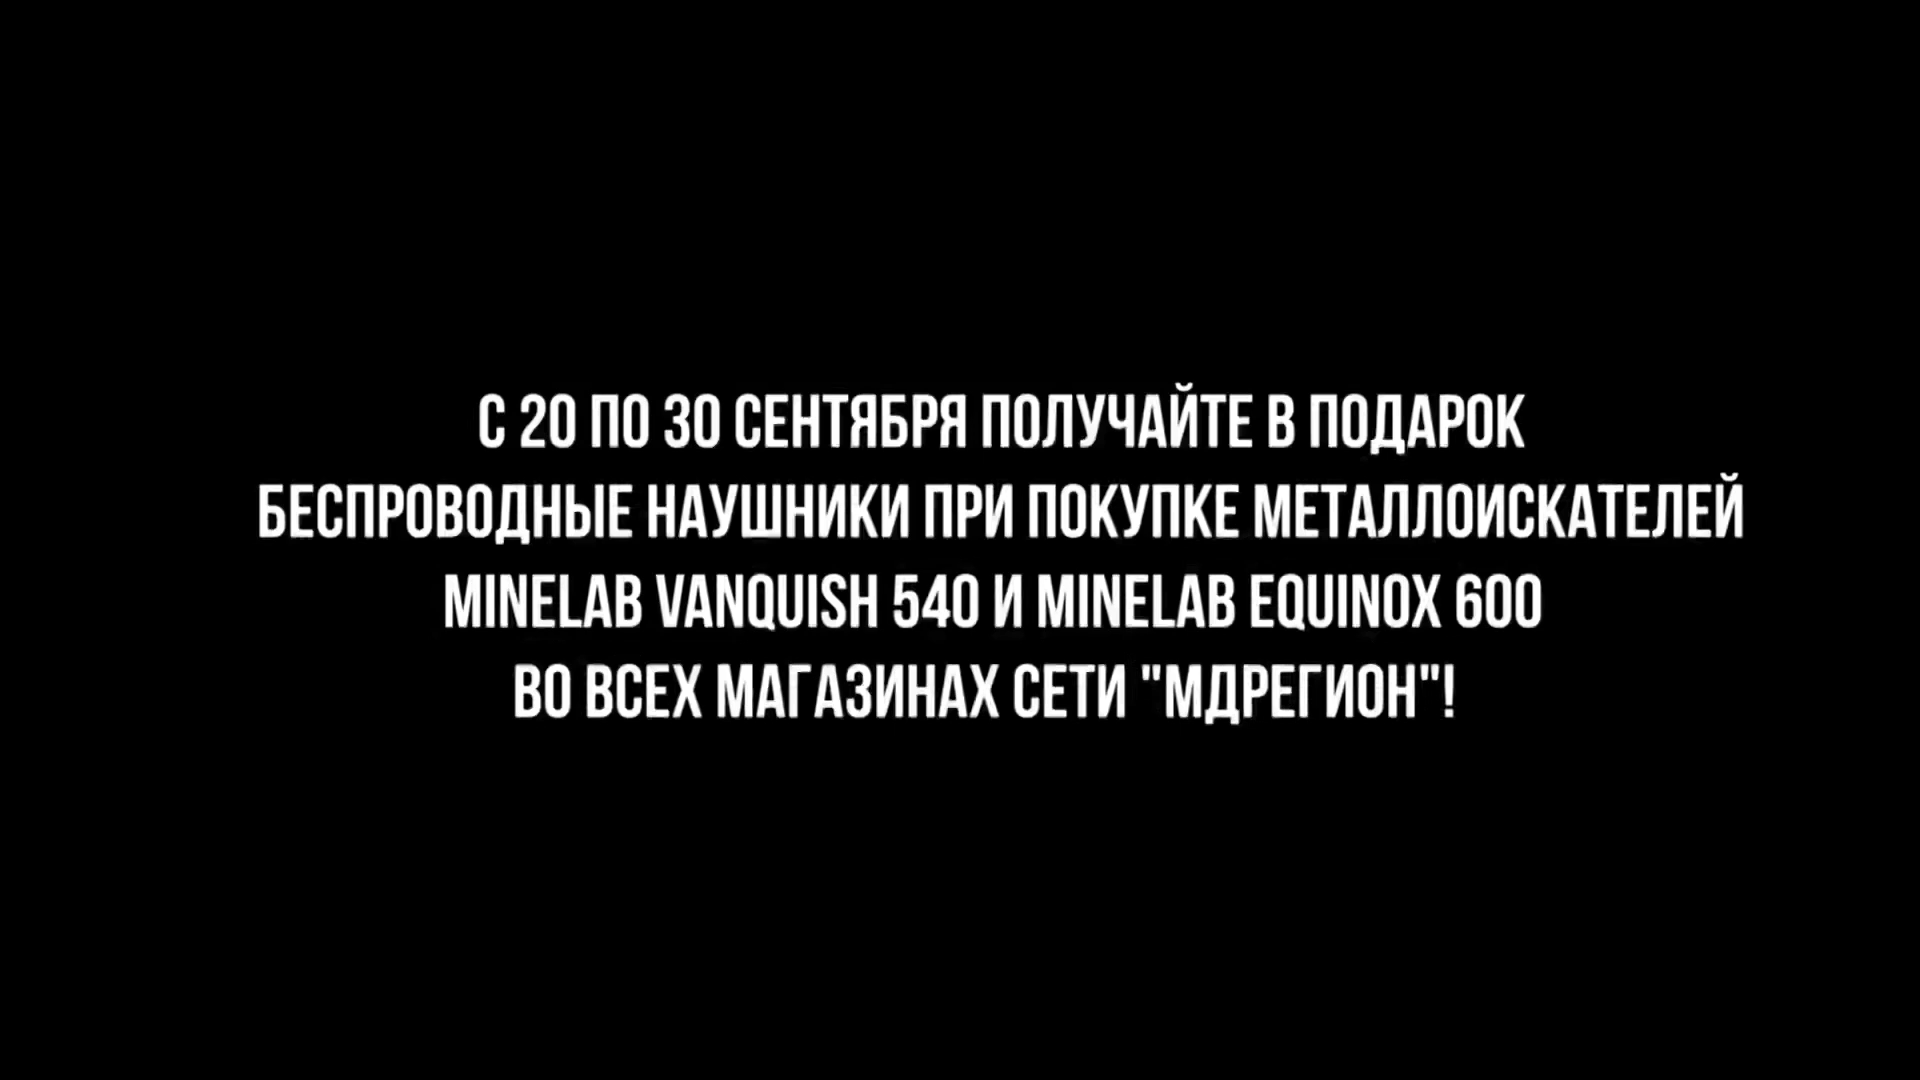 С 20 ПО 30 СЕНТЯБРЯ ПОЛУЧАЙТЕ В ПОДАРОК
БЕСПРОВОДНЫЕ НАУШНИКИ ПРИ ПОКУПКЕ МЕТАЛЛОИСКАТЕЛЕЙ
MINELAB VANQUISH 540 И MINELAB EQUINOX 600
ВО ВСЕХ МАГАЗИНАХ СЕТИ "МДРЕГИОН"!